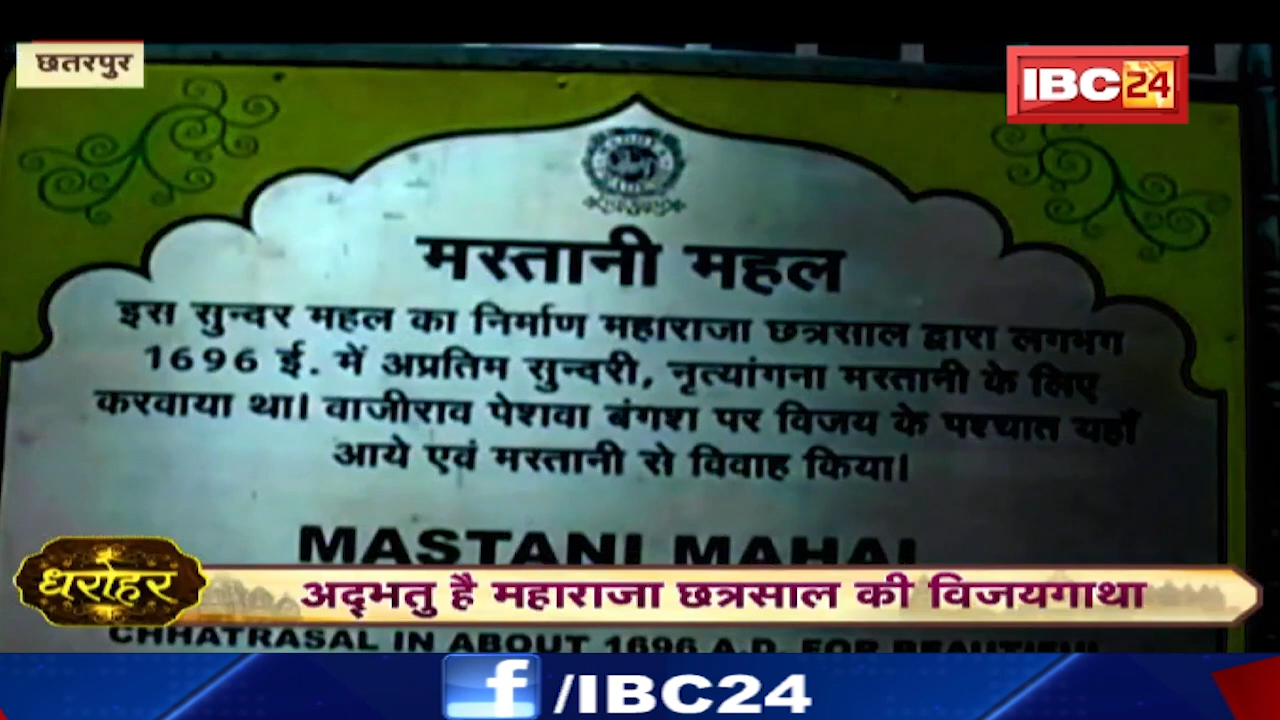 छतरपुर
IBC24
मस्तानी महल
इस सुन्दर महल का निर्माण महाराजा छत्रसाल द्वारा लगभग
1696 ई. में अप्रतिम सुन्दरी, नृत्यांगना मस्तानी के लिए
करवाया था। वाजीराव पेशवा बंगश पर विजय के पश्चात यहाँ
आये एवं मस्तानी से विवाह किया।
MASTANI MAHAL
धरोहर
अद्भतु है महाराजा छत्रसाल की विजयगाथा
CHHATRASAL IN ABOUT 1696 A.D. FOR BEAUTIFUL
f/IBC24